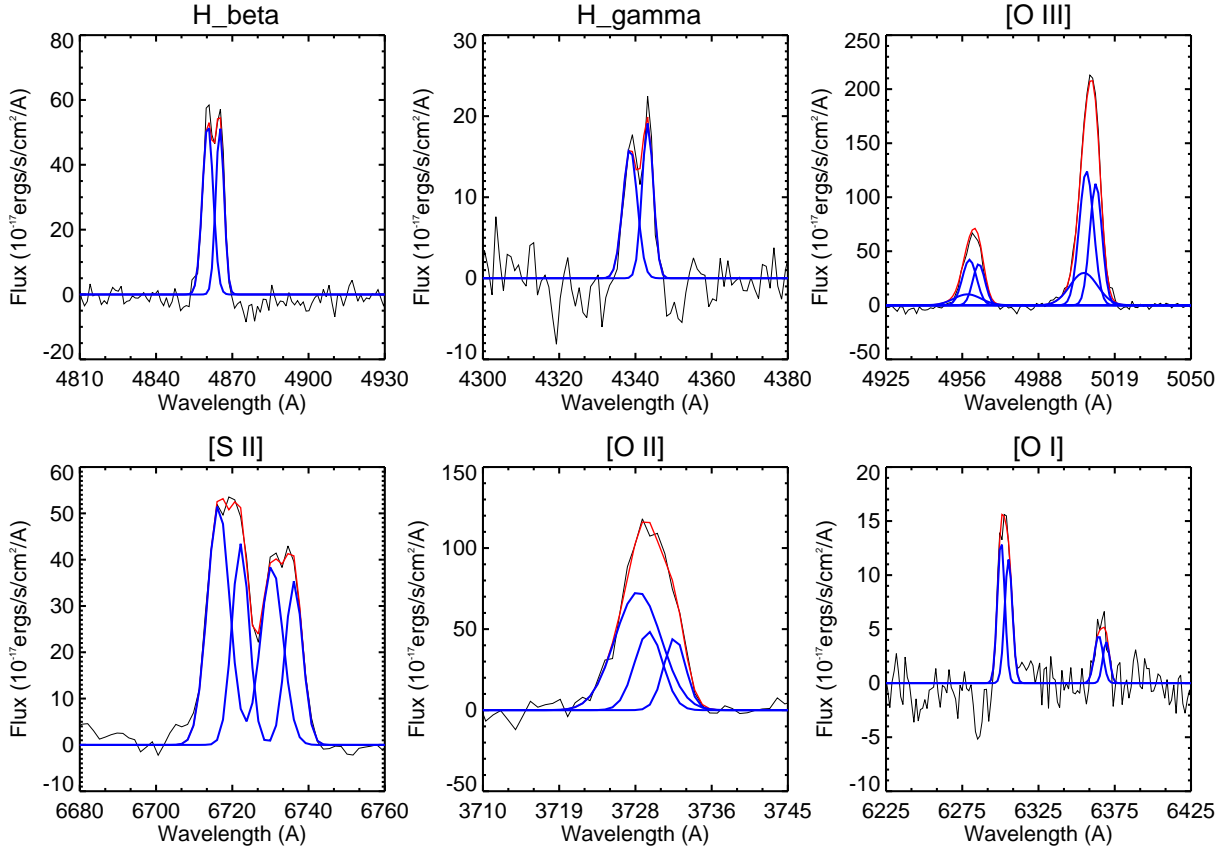 H_beta
80
60
40
20
0
-20
4810 4840 4870 4900 4930
Wavelength (A)
Flux (10⁻¹⁷ergs/s/cm²/A)
H_gamma
30
20
10
0
-10
4300 4320 4340 4360 4380
Wavelength (A)
Flux (10⁻¹⁷ergs/s/cm²/A)
[O III]
250
200
150
100
50
0
-50
4925 4956 4988 5019 5050
Wavelength (A)
Flux (10⁻¹⁷ergs/s/cm²/A)
[S II]
60
50
40
30
20
10
0
-10
6680 6700 6720 6740 6760
Wavelength (A)
Flux (10⁻¹⁷ergs/s/cm²/A)
[O II]
150
100
50
0
-50
3710 3719 3728 3736 3745
Wavelength (A)
Flux (10⁻¹⁷ergs/s/cm²/A)
[O I]
20
15
10
5
0
-5
-10
6225 6275 6325 6375 6425
Wavelength (A)
Flux (10⁻¹⁷ergs/s/cm²/A)